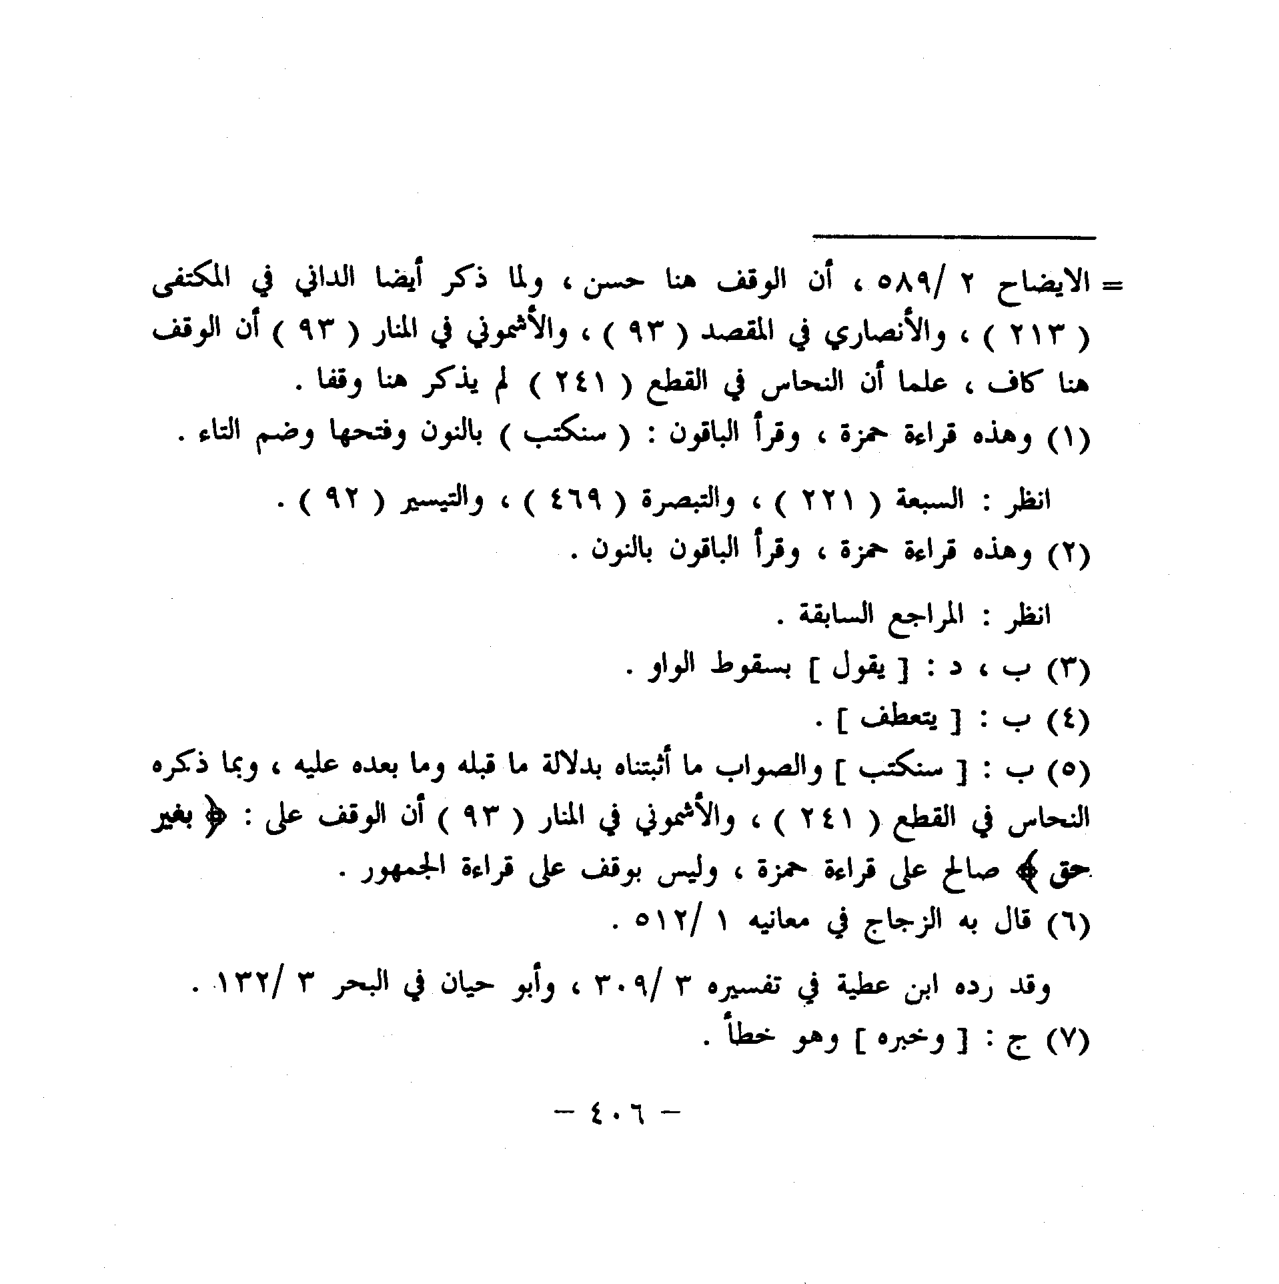 = الايضاح ٢ /٥٨٩ ، أن الوقف هنا حسن ، ولما ذكر أيضا الداني في المكتفى
( ٢١٣ ) ، والأنصاري في المقصد ( ٩٣ ) ، والأشموني في المنار ( ٩٣ ) أن الوقف
هنا كاف ، علما أن النحاس في القطع ( ٢٤١ ) لم يذكر هنا وقفا .
(١) وهذه قراءة حمزة ، وقرأ الباقون : ( سنكتب ) بالنون وفتحها وضم التاء .
انظر : السبعة ( ٢٢١ ) ، والتبصرة ( ٤٦٩ ) ، والتيسير ( ٩٢ ) .
(٢) وهذه قراءة حمزة ، وقرأ الباقون بالنون .
انظر : المراجع السابقة .
(٣) ب ، د : [ يقول ] بسقوط الواو .
(٤) ب : [ يتعطف ] .
(٥) ب : [ سنكتب ] والصواب ما أثبتناه بدلالة ما قبله وما بعده عليه ، وبما ذكره
النحاس في القطع ( ٢٤١ ) ، والأشموني في المنار ( ٩٣ ) أن الوقف على : ﴿ بغير
حق ﴾ صالح على قراءة حمزة ، وليس بوقف على قراءة الجمهور .
(٦) قال به الزجاج في معانيه ١ /٥١٢ .
وقد رده ابن عطية في تفسيره ٣ /٣٠٩ ، وأبو حيان في البحر ٣ /١٣٢ .
(٧) ج : [ وخبره ] وهو خطأ .
– ٤٠٦ –